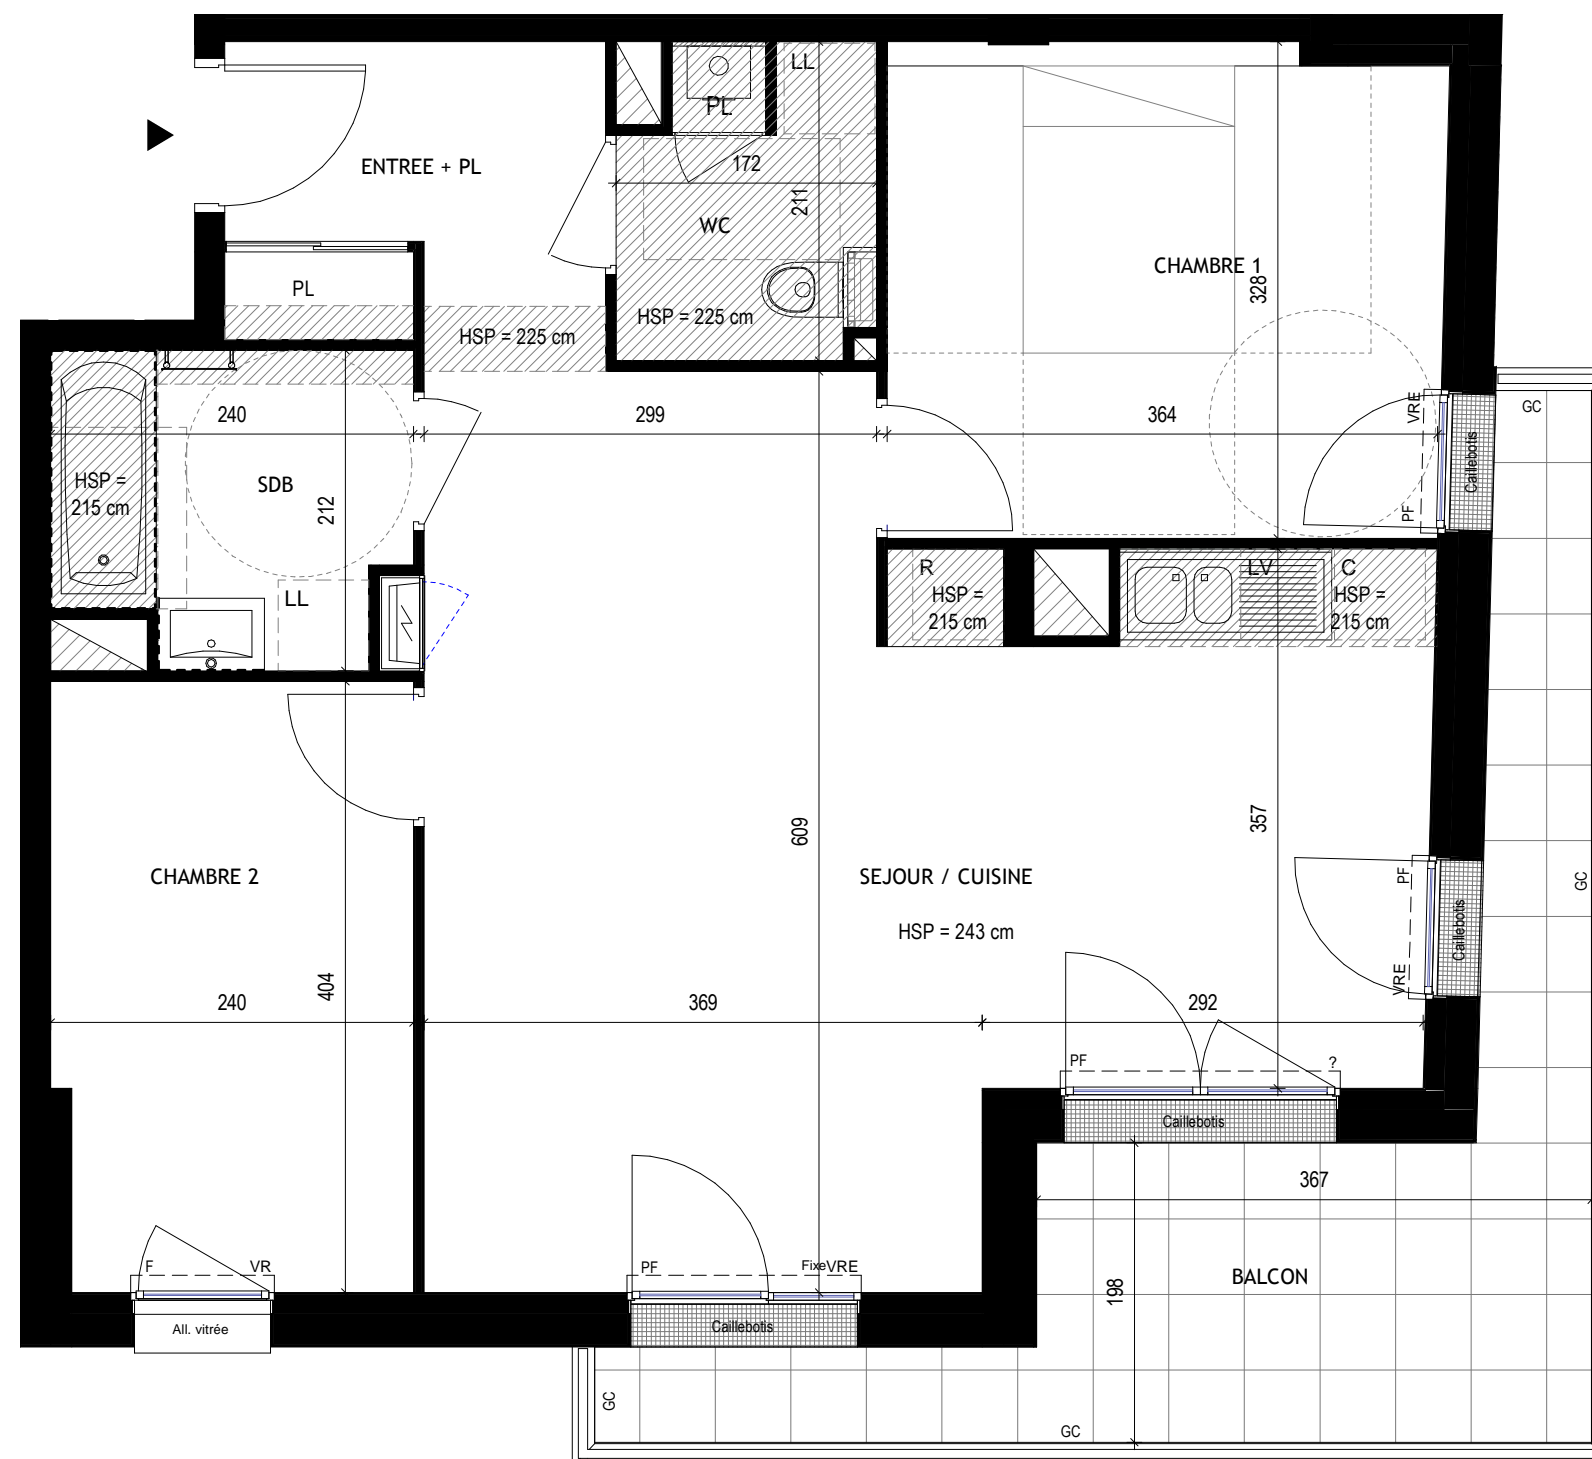 LL
PL
172
ENTREE + PL
211
WC
CHAMBRE 1
328
PL
HSP = 225 cm
HSP = 225 cm
240
299
364
VRE
GC
HSP =
215 cm
SDB
212
Caillebotis
PF
LL
R
HSP =
215 cm
LV
C
HSP =
215 cm
609
357
CHAMBRE 2
SEJOUR / CUISINE
HSP = 243 cm
PF
GC
Caillebotis
VRE
404
240
369
292
PF
?
Caillebotis
367
F
VR
PF
Fixe
VRE
BALCON
198
All. vitrée
Caillebotis
GC
GC